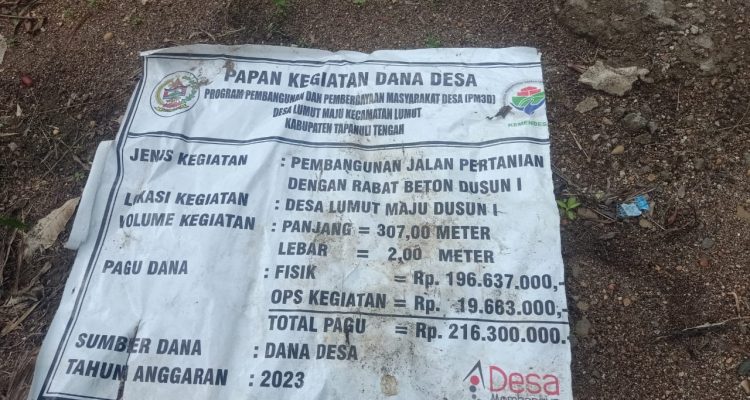 PAPAN KEGIATAN DANA DESA
PROGRAM PEMBANGUNAN DAN PEMBERDAYAAN MASYARAKAT DESA (PM3D)
DESA LUMUT MAJU KECAMATAN LUMUT
KABUPATEN TAPANULI TENGAH
KEMENDES
JENIS KEGIATAN : PEMBANGUNAN JALAN PERTANIAN
DENGAN RABAT BETON DUSUN I
LOKASI KEGIATAN : DESA LUMUT MAJU DUSUN I
VOLUME KEGIATAN : PANJANG = 307,00 METER
LEBAR = 2,00 METER
PAGU DANA : FISIK = Rp. 196.637.000,-
OPS KEGIATAN = Rp. 19.663.000,-
TOTAL PAGU = Rp. 216.300.000.-
SUMBER DANA : DANA DESA
TAHUN ANGGARAN : 2023
Desa